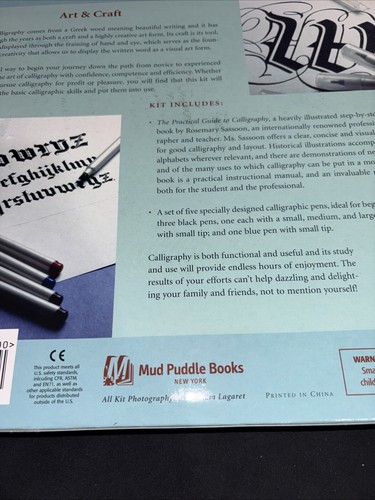 Art & Craft
lligraphy comes from a Greek word meaning beautiful writing and it has
the years as both a craft and a highly creative art form. Its craft is its tool,
displayed through the training of hand and eye, which serves as the foun-
creativity that allows us to display the written word as a visual art form.
way to begin your journey down the path from novice to experienced
e art of calligraphy with confidence, competence and efficiency. Whether
ursue calligraphy for profit or pleasure, you will find that this kit will
the basic calligraphic skills and put them into use.
KIT INCLUDES:
• The Practical Guide to Calligraphy, a heavily illustrated step-by-ste
book by Rosemary Sassoon, an internationally renowned professi
rapher and teacher. Ms. Sassoon offers a clear, concise and visual
for good calligraphy and layout. Historical illustrations accomp
alphabets wherever relevant, and there are demonstrations of ne
and of the many uses to which calligraphy can be put in a mo
book is a practical instructional manual, and an invaluable
both for the student and the professional.
• A set of five specially designed calligraphic pens, ideal for beg
three black pens, one each with a small, medium, and large
with small tip; and one blue pen with small tip.
Calligraphy is both functional and useful and its study
and use will provide endless hours of enjoyment. The
results of your efforts can't help dazzling and delight-
ing your family and friends, not to mention yourself!
efghijklmn
rstuvwxyz
00>
CE
This product meets all
U.S. safety standards,
including CFR, ASTM,
and EN71, as well as
other applicable standards
for products distributed
outside of the U.S.
Mud Puddle Books
NEW YORK
All Kit Photography
Lagaret
PRINTED IN CHINA
WARN
Sma
child